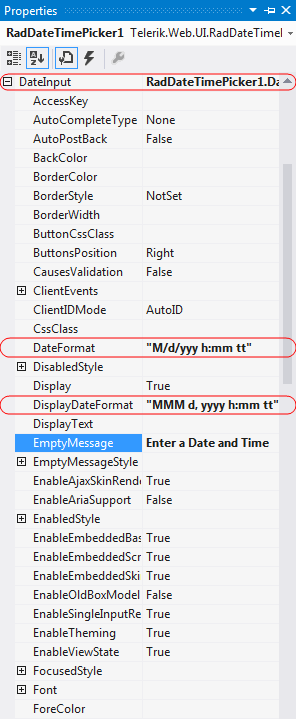 Properties
RadDateTimePicker1 Telerik.Web.UI.RadDateTimeI
DateInput RadDateTimePicker1.Da
AccessKey
AutoCompleteType None
AutoPostBack False
BackColor
BorderColor
BorderStyle NotSet
BorderWidth
ButtonCssClass
ButtonsPosition Right
CausesValidation False
ClientEvents
ClientIDMode AutoID
CssClass
DateFormat "M/d/yyy h:mm tt"
DisabledStyle
Display True
DisplayDateFormat "MMM d, yyyy h:mm tt"
DisplayText
EmptyMessage Enter a Date and Time
EmptyMessageStyle
EnableAjaxSkinRende True
EnableAriaSupport False
EnabledStyle
EnableEmbeddedBas True
EnableEmbeddedScr True
EnableEmbeddedSki True
EnableOldBoxModel False
EnableSingleInputRe True
EnableTheming True
EnableViewState True
FocusedStyle
Font
ForeColor